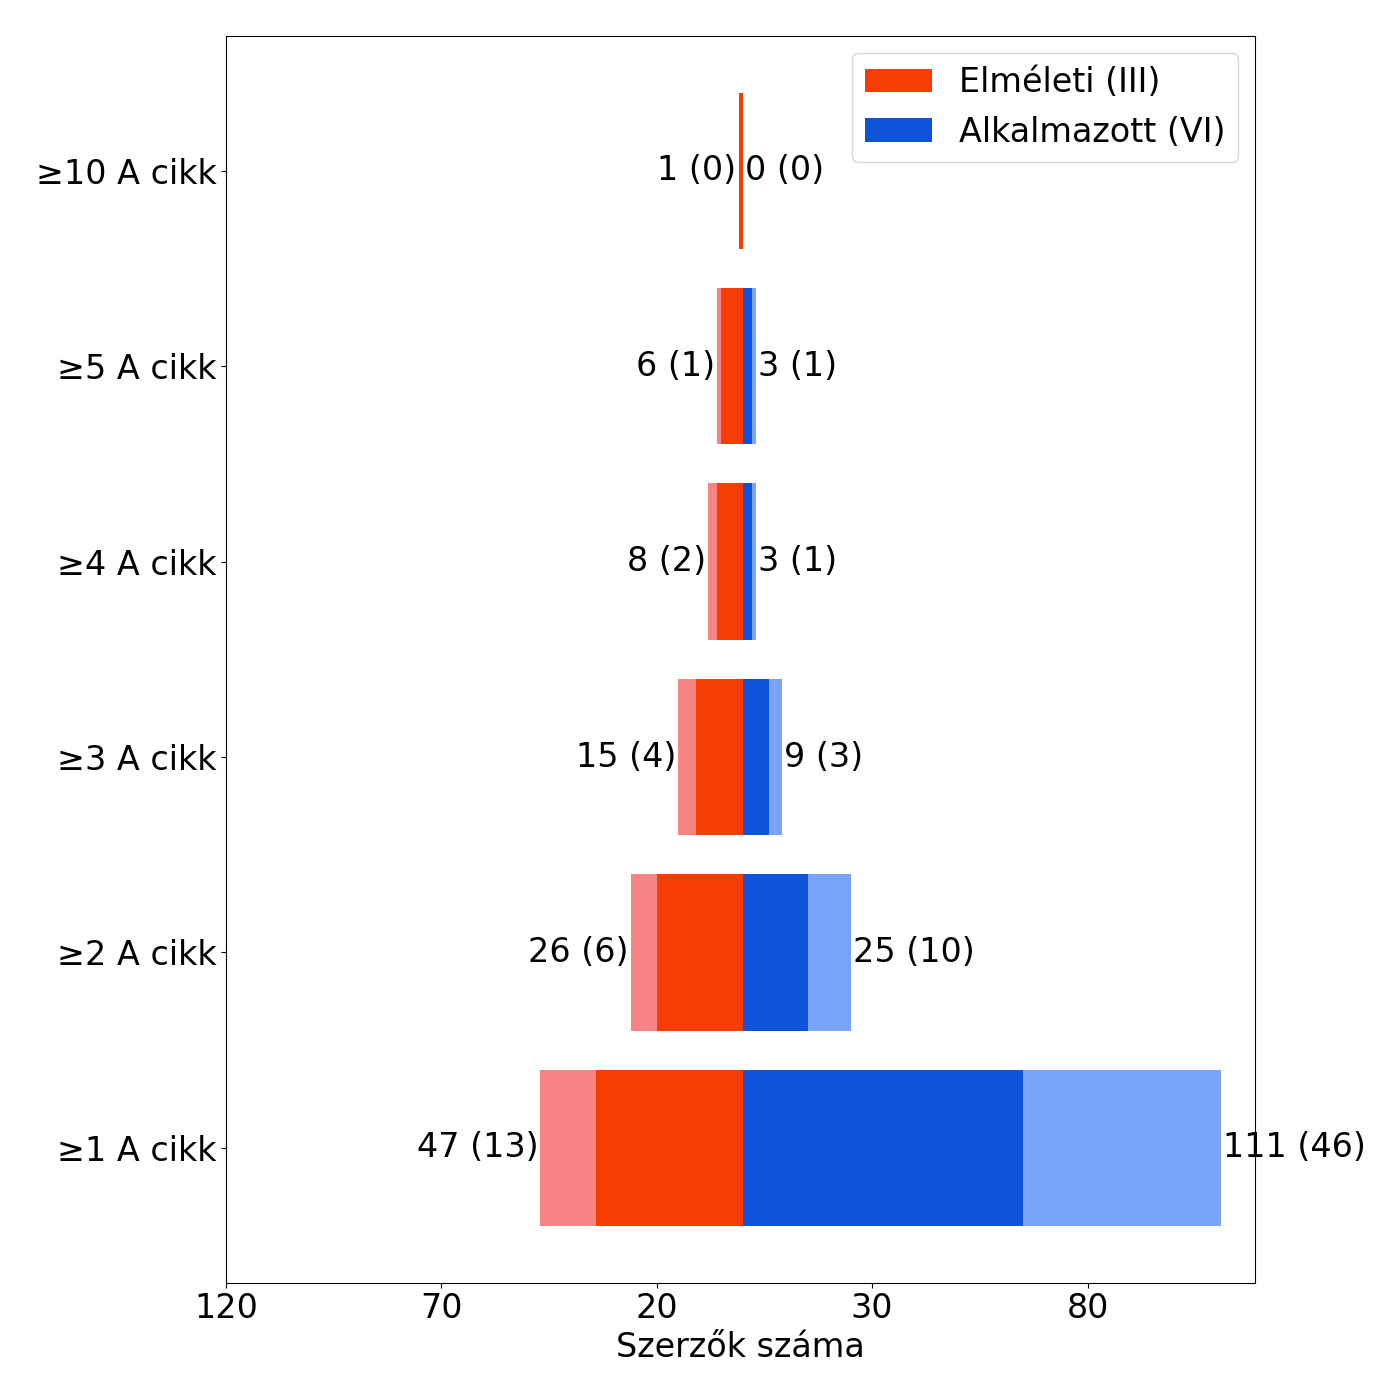 Elméleti (III)
Alkalmazott (VI)
≥10 A cikk
1 (0) 0 (0)
≥5 A cikk
6 (1) 3 (1)
≥4 A cikk
8 (2) 3 (1)
≥3 A cikk
15 (4) 9 (3)
≥2 A cikk
26 (6) 25 (10)
≥1 A cikk
47 (13) 111 (46)
120 70 20 30 80
Szerzők száma